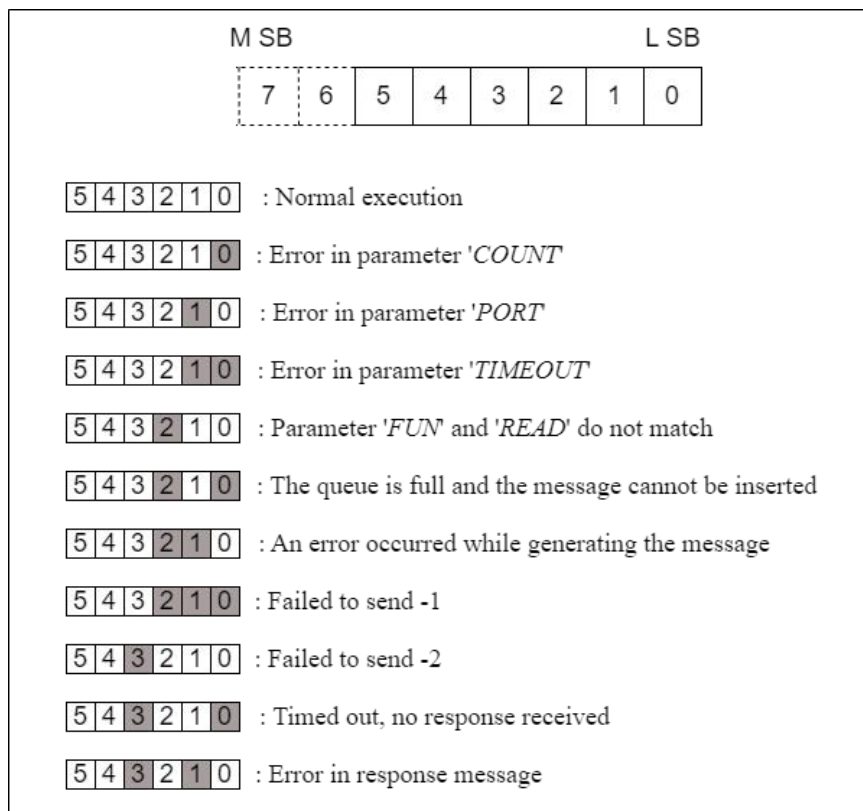 M SB L SB
7 6 5 4 3 2 1 0
5 4 3 2 1 0 : Normal execution
5 4 3 2 1 0 : Error in parameter 'COUNT'
5 4 3 2 1 0 : Error in parameter 'PORT'
5 4 3 2 1 0 : Error in parameter 'TIMEOUT'
5 4 3 2 1 0 : Parameter 'FUN' and 'READ' do not match
5 4 3 2 1 0 : The queue is full and the message cannot be inserted
5 4 3 2 1 0 : An error occurred while generating the message
5 4 3 2 1 0 : Failed to send -1
5 4 3 2 1 0 : Failed to send -2
5 4 3 2 1 0 : Timed out, no response received
5 4 3 2 1 0 : Error in response message